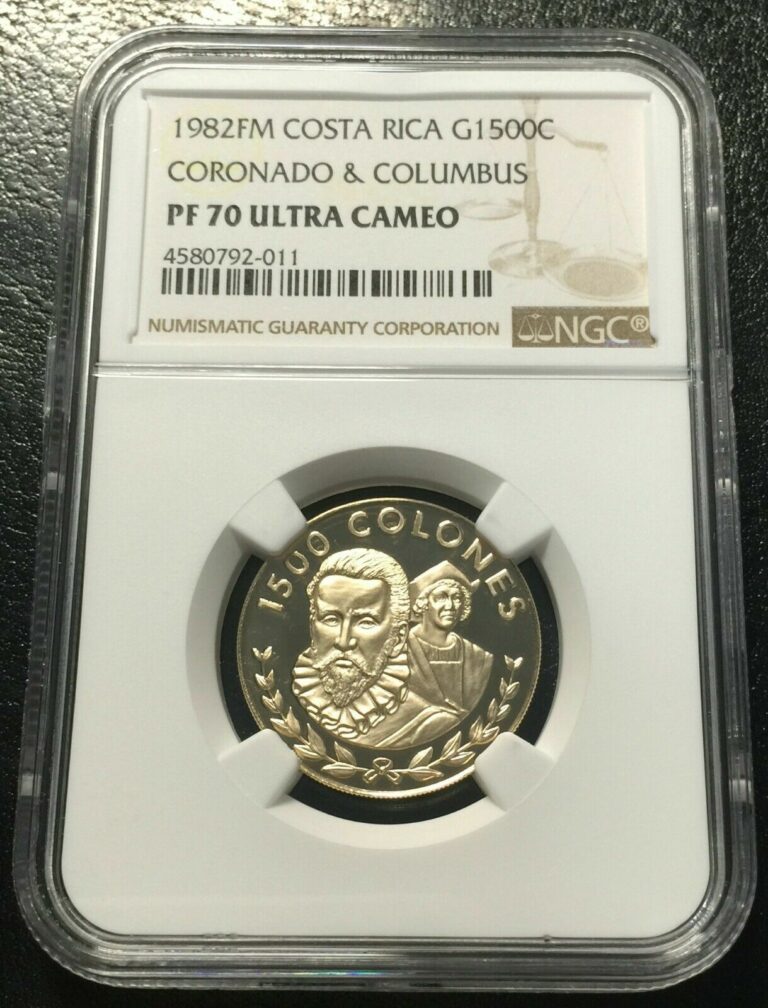 1982FM COSTA RICA G1500C
CORONADO & COLUMBUS
PF 70 ULTRA CAMEO
4580792-011
NUMISMATIC GUARANTY CORPORATION NGC®
1500 COLONES